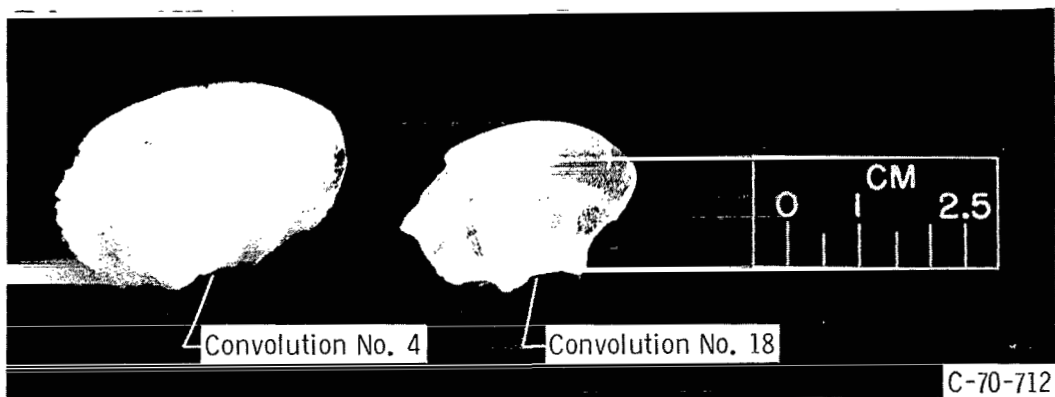 CM
0 1 2.5
Convolution No. 4
Convolution No. 18
C-70-712